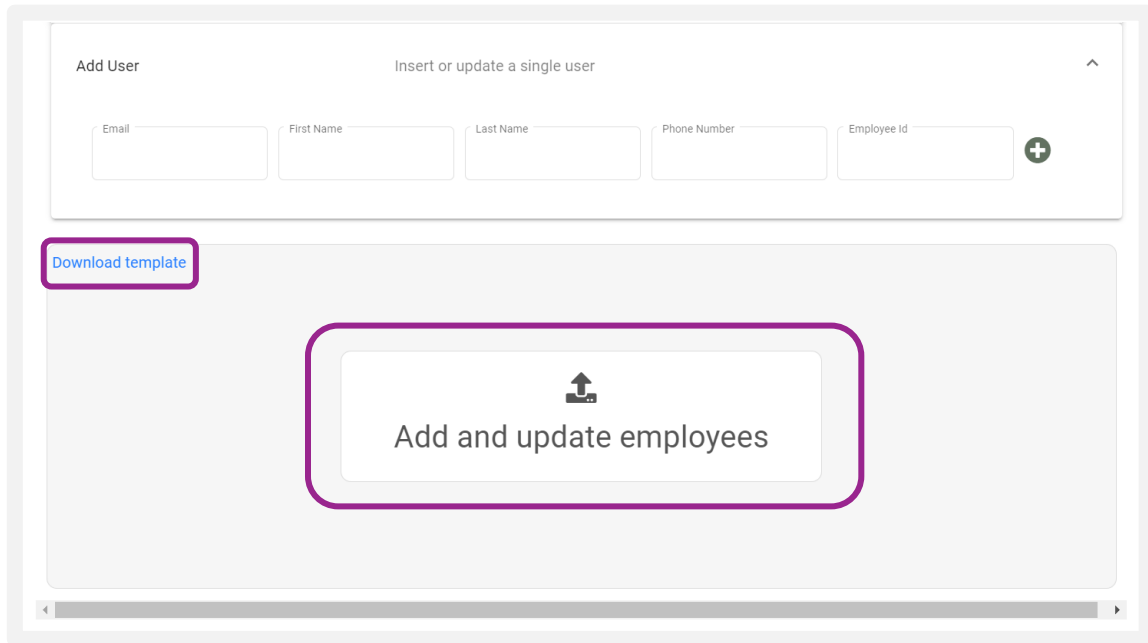 Add User Insert or update a single user
Email First Name Last Name Phone Number Employee Id
Download template
Add and update employees